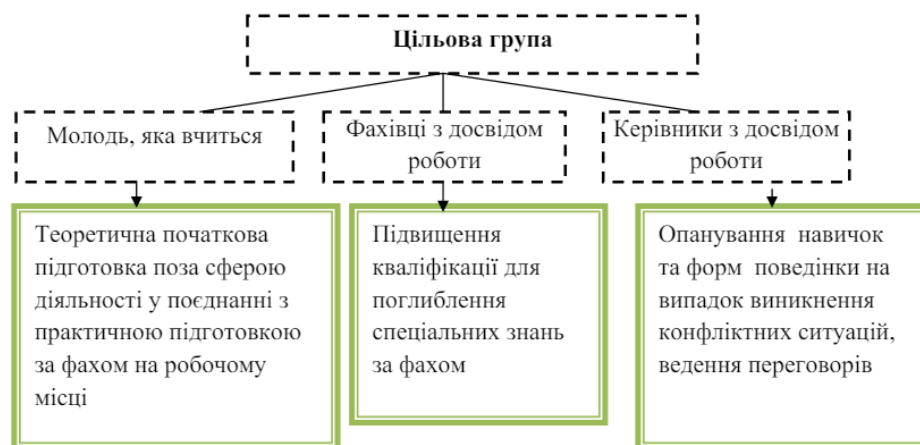 Цільова група
Молодь, яка вчиться
Фахівці з досвідом
роботи
Керівники з досвідом
роботи
Теоретична початкова
підготовка поза сферою
діяльності у поєднанні з
практичною підготовкою
за фахом на робочому
місці
Підвищення
кваліфікації для
поглиблення
спеціальних знань
за фахом
Опанування навичок
та форм поведінки на
випадок виникнення
конфліктних ситуацій,
ведення переговорів